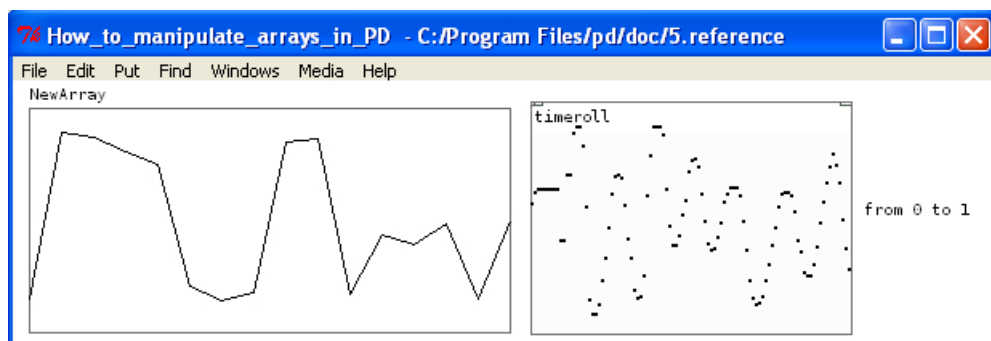 How_to_manipulate_arrays_in_PD - C:/Program Files/pd/doc/5.reference
File Edit Put Find Windows Media Help
NewArray
timeroll
from 0 to 1